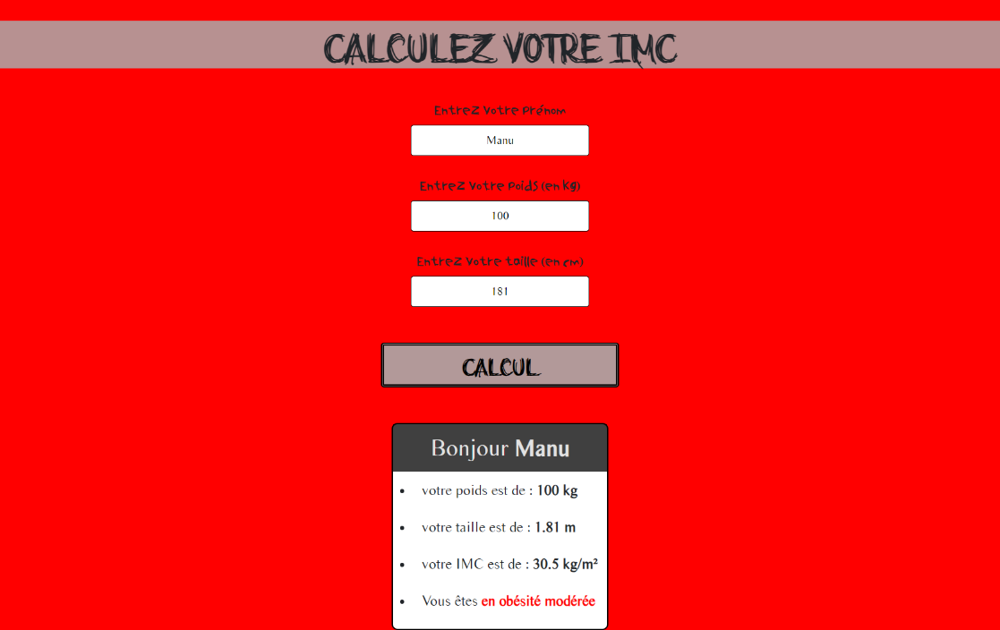 CALCULEZ VOTRE IMC
Entrez votre prénom
Manu
Entrez votre poids (en kg)
100
Entrez votre taille (en cm)
181
CALCUL
Bonjour Manu
votre poids est de : 100 kg
votre taille est de : 1.81 m
votre IMC est de : 30.5 kg/m²
Vous êtes en obésité modérée